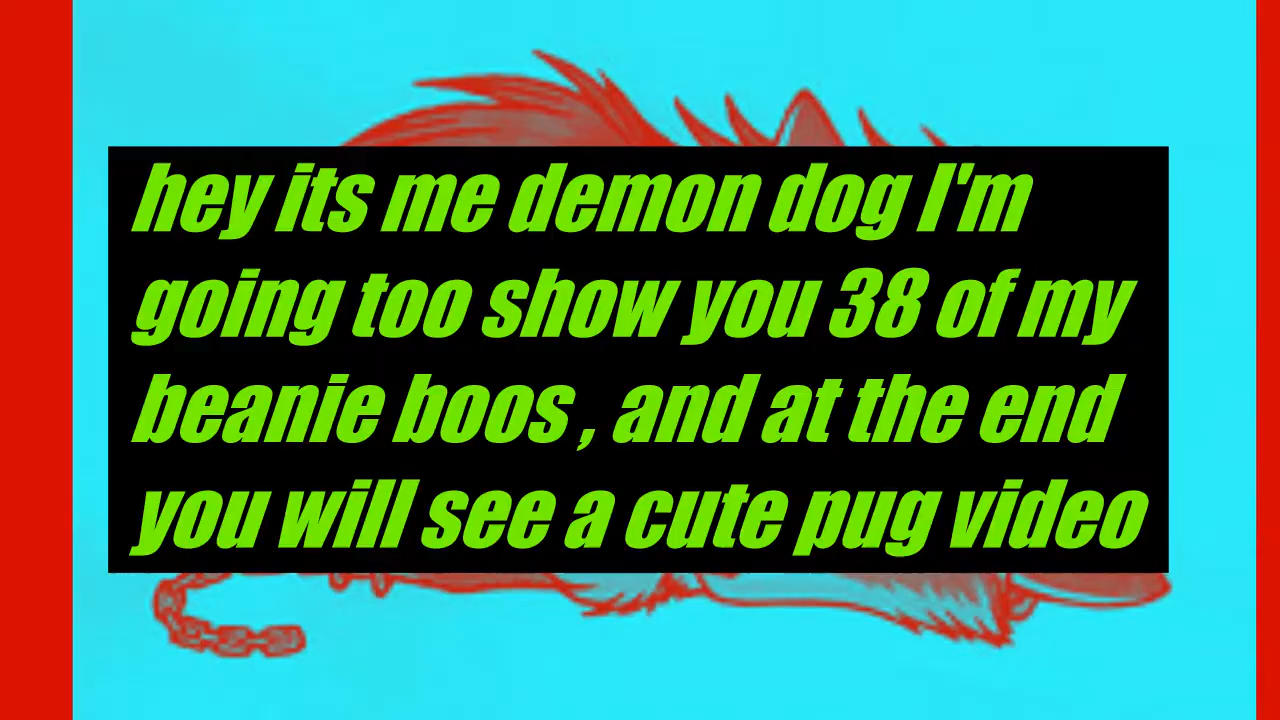 hey its me demon dog I'm
going too show you 38 of my
beanie boos , and at the end
you will see a cute pug video